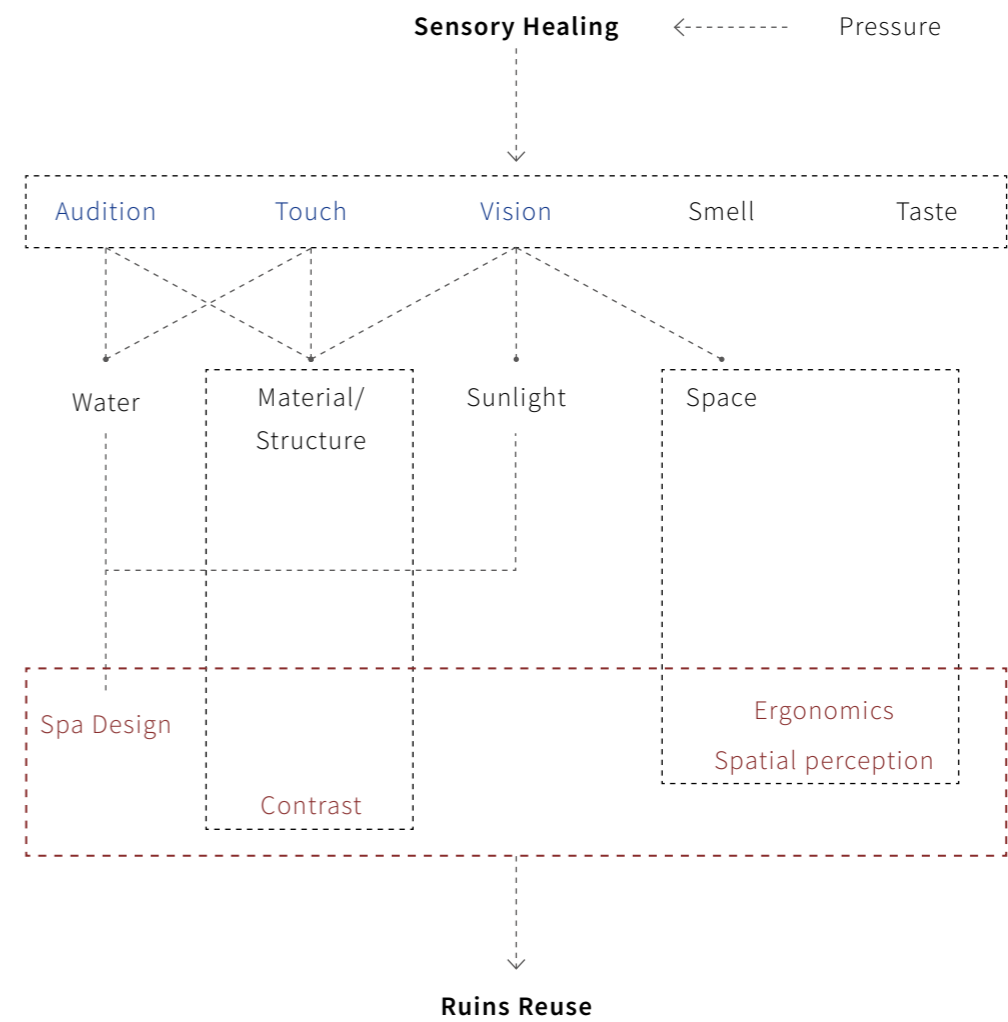 Sensory Healing
Pressure
Audition
Touch
Vision
Smell
Taste
Water
Material/
Structure
Sunlight
Space
Spa Design
Contrast
Ergonomics
Spatial perception
Ruins Reuse